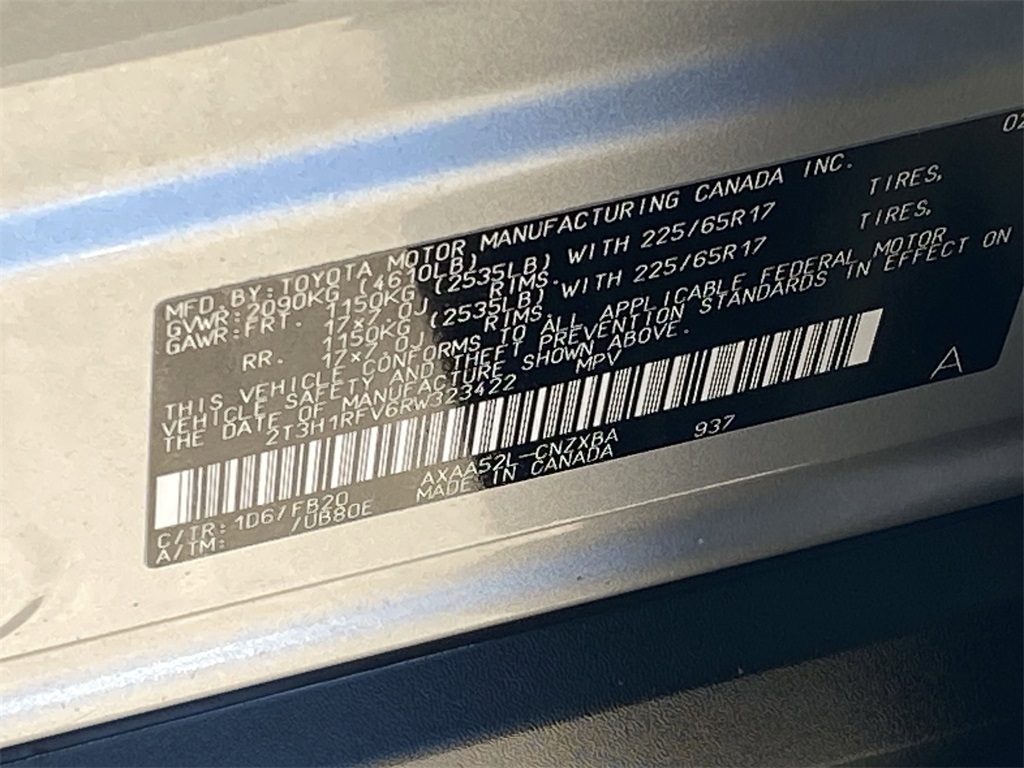 02
MFD. BY: TOYOTA MOTOR MANUFACTURING CANADA INC.
GVWR: 2090KG (4610LB)
GAWR: FRT. 1150KG (2535LB) WITH 225/65R17 TIRES,
17×7.0J RIMS.
RR. 1150KG (2535LB) WITH 225/65R17 TIRES,
17×7.0J RIMS.
THIS VEHICLE CONFORMS TO ALL APPLICABLE FEDERAL MOTOR
VEHICLE SAFETY AND THEFT PREVENTION STANDARDS IN EFFECT ON
THE DATE OF MANUFACTURE SHOWN ABOVE.
2T3H1RFV6RW323422 MPV
A
C/TR: 1D6/FB20 AXAA52L-CNZXBA 937
A/TM: /UB80E MADE IN CANADA